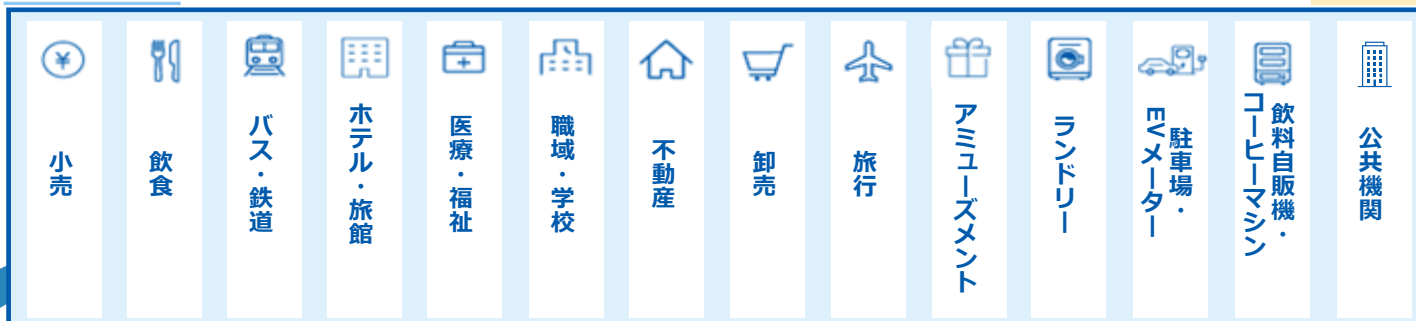 小売
飲食
バス・鉄道
ホテル・旅館
医療・福祉
職域・学校
不動産
卸売
旅行
アミューズメント
ランドリー
駐車場・
EVメーター
飲料自販機・
コーヒーマシン
公共機関